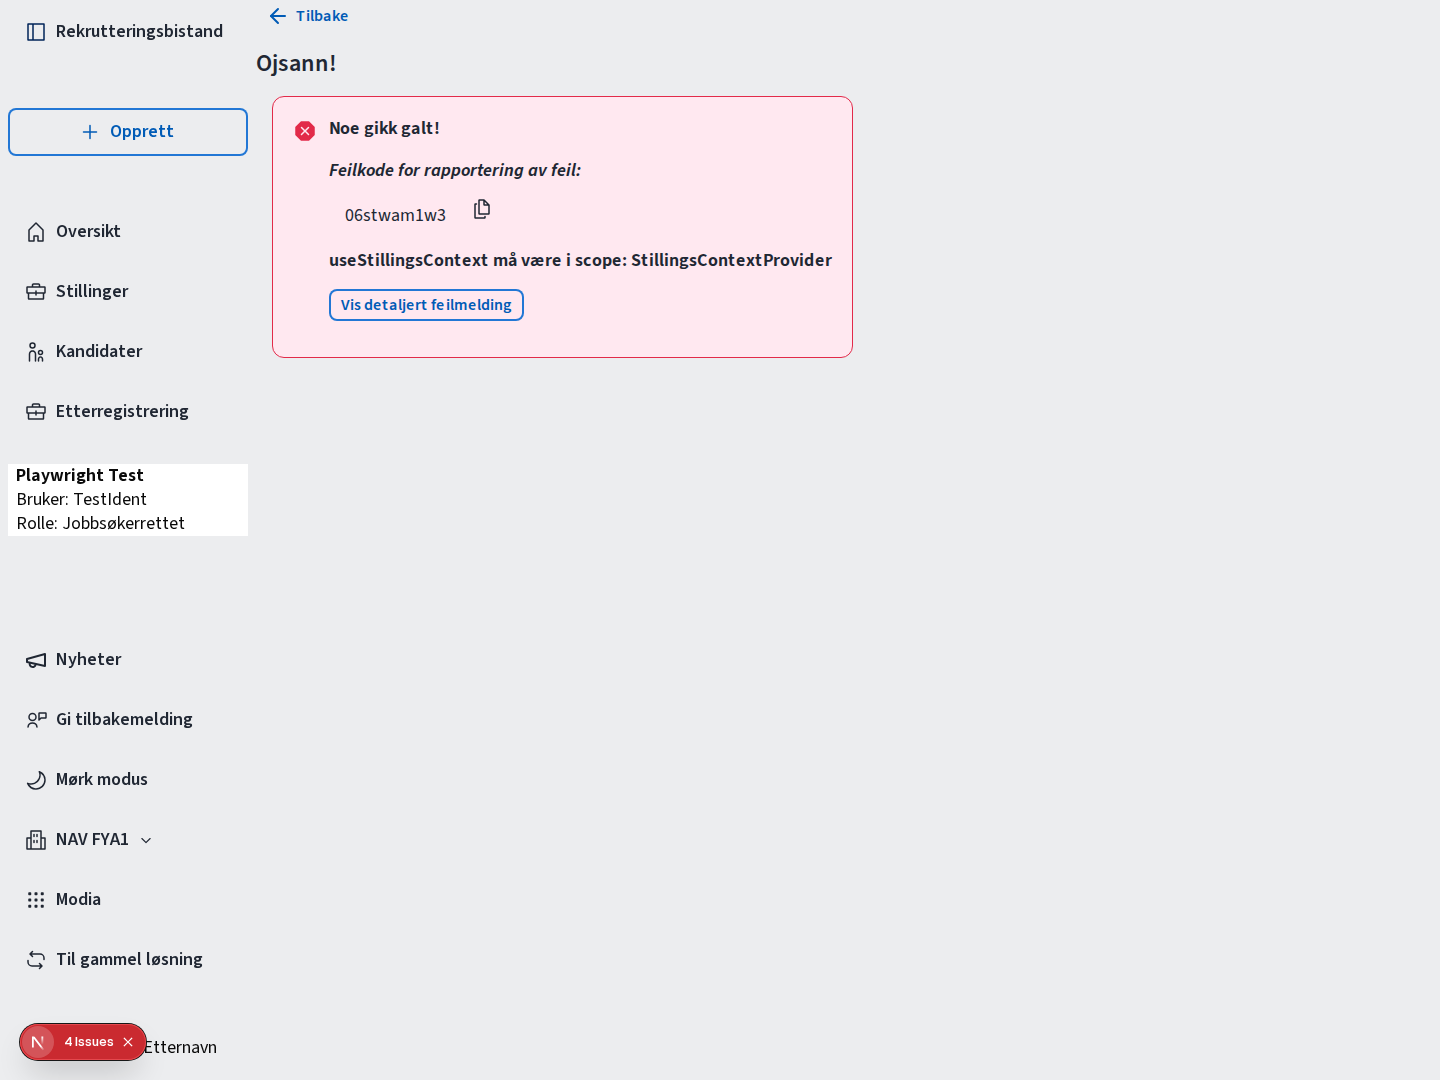 Rekrutteringsbistand
Opprett
Oversikt
Stillinger
Kandidater
Etterregistrering
Playwright Test
Bruker: TestIdent
Rolle: Jobbsøkerrettet
Nyheter
Gi tilbakemelding
Mørk modus
NAV FYA1
Modia
Til gammel løsning
4 Issues
Etternavn
Tilbake
Ojsann!
Noe gikk galt!
Feilkode for rapportering av feil:
06stwam1w3
useStillingsContext må være i scope: StillingsContextProvider
Vis detaljert feilmelding